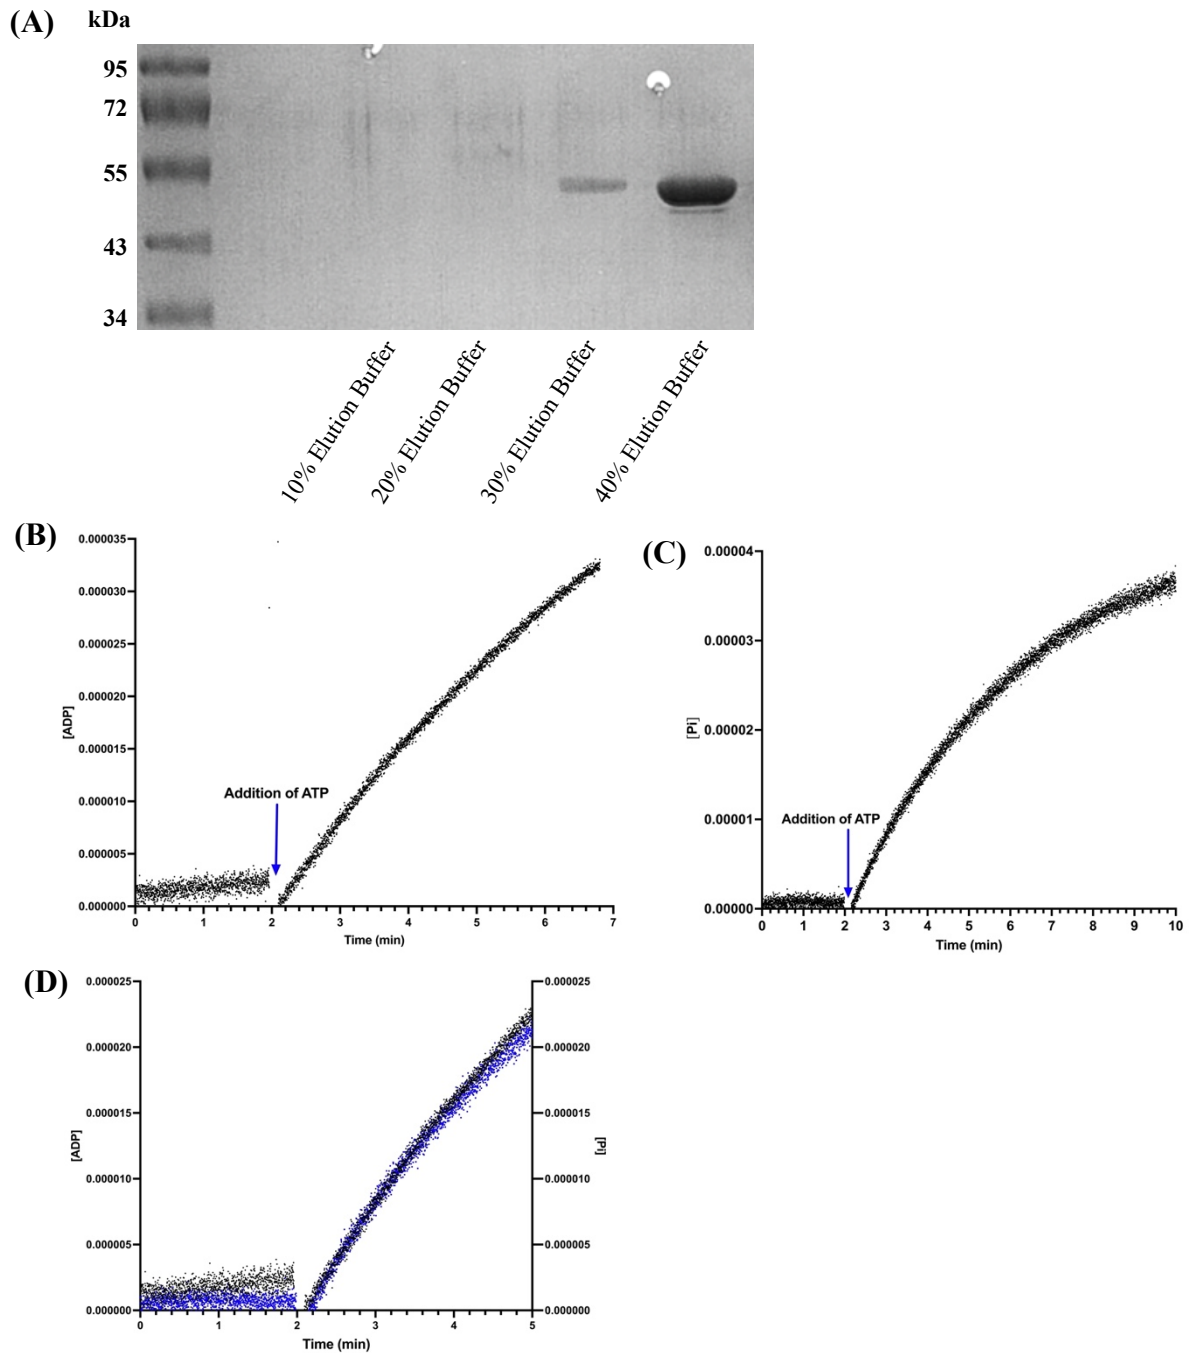 (A) kDa
95
72
55
43
34
10% Elution Buffer
20% Elution Buffer
30% Elution Buffer
40% Elution Buffer
(B)
0.000035
0.000030
0.000025
0.000020
0.000015
0.000010
0.000005
0.000000
[ADP]
Addition of ATP
0 1 2 3 4 5 6 7
Time (min)
(C)
0.00004
0.00003
0.00002
0.00001
0.00000
[Pi]
Addition of ATP
0 1 2 3 4 5 6 7 8 9 10
Time (min)
(D)
0.000025
0.000020
0.000015
0.000010
0.000005
0.000000
[ADP]
0.000025
0.000020
0.000015
0.000010
0.000005
0.000000
[Pi]
0 1 2 3 4 5
Time (min)